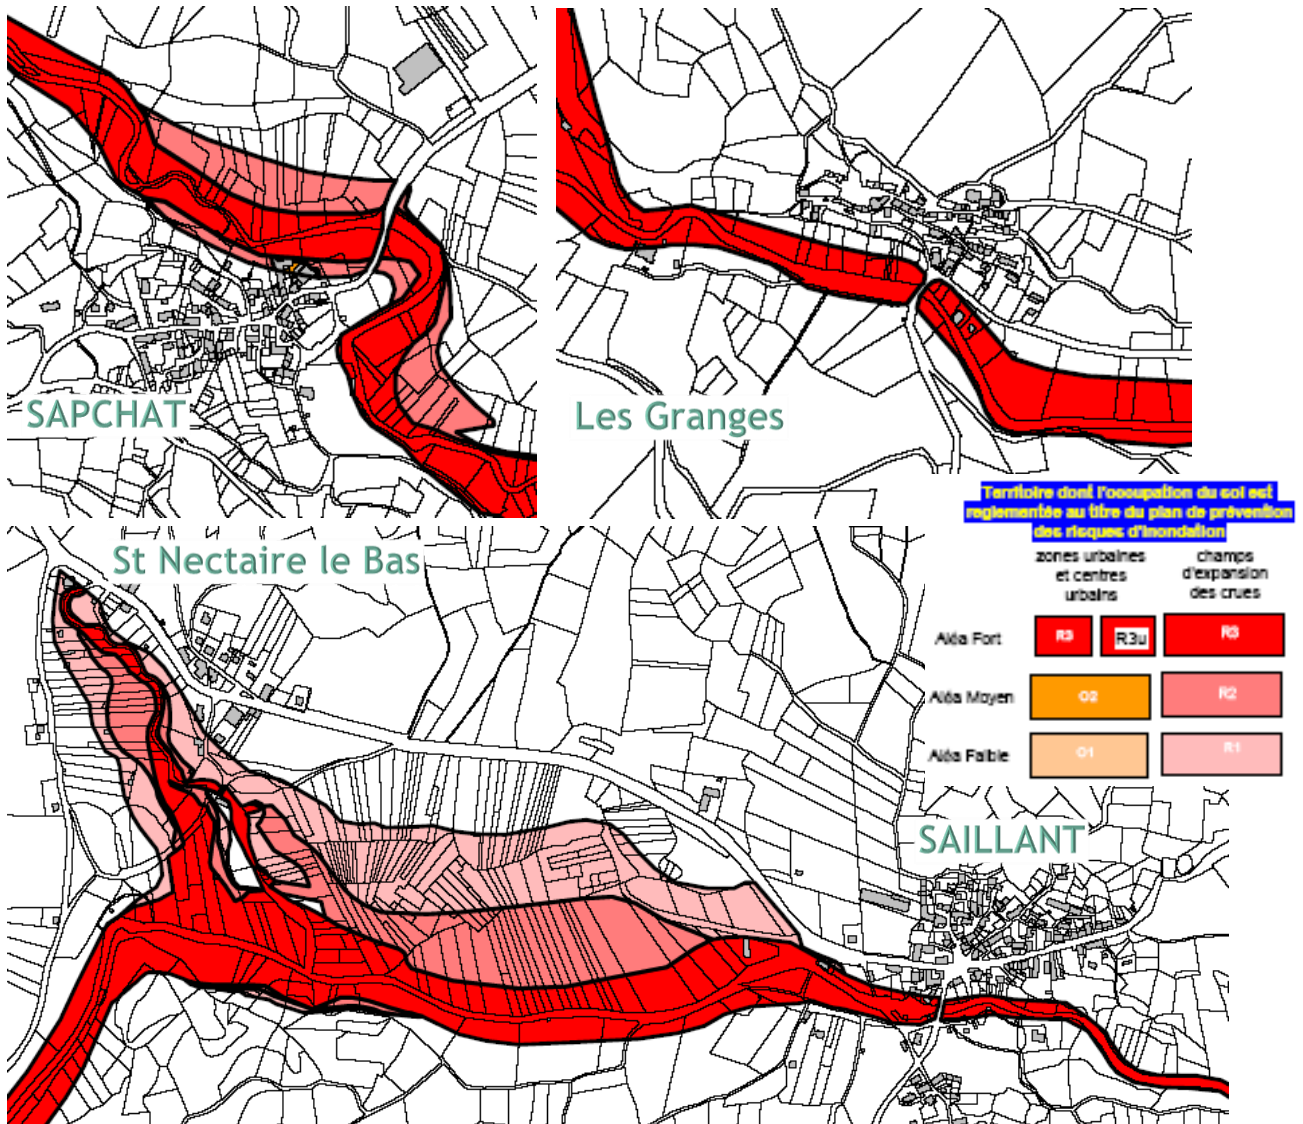 SAPCHAT
Les Granges
St Nectaire le Bas
SAILLANT
Territoire dont l'occupation du sol est
reglementée au titre du plan de prévention
des risques d'inondation
zones urbaines
et centres
urbains
champs
d'expansion
des crues
Aléa Fort
R3
R3u
R3
Aléa Moyen
O2
R2
Aléa Faible
O1
R1